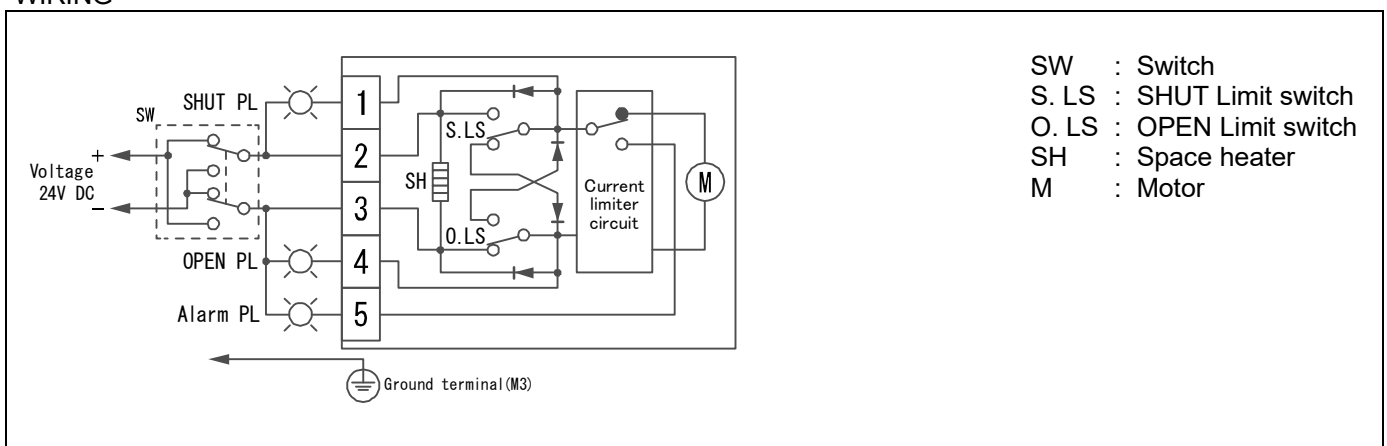 WIRING
SW : Switch
S. LS : SHUT Limit switch
O. LS : OPEN Limit switch
SH : Space heater
M : Motor
SHUT PL
SW
+
Voltage
24V DC
−
OPEN PL
Alarm PL
1
2
3
4
5
S.LS
SH
O.LS
Current
limiter
circuit
M
Ground terminal(M3)